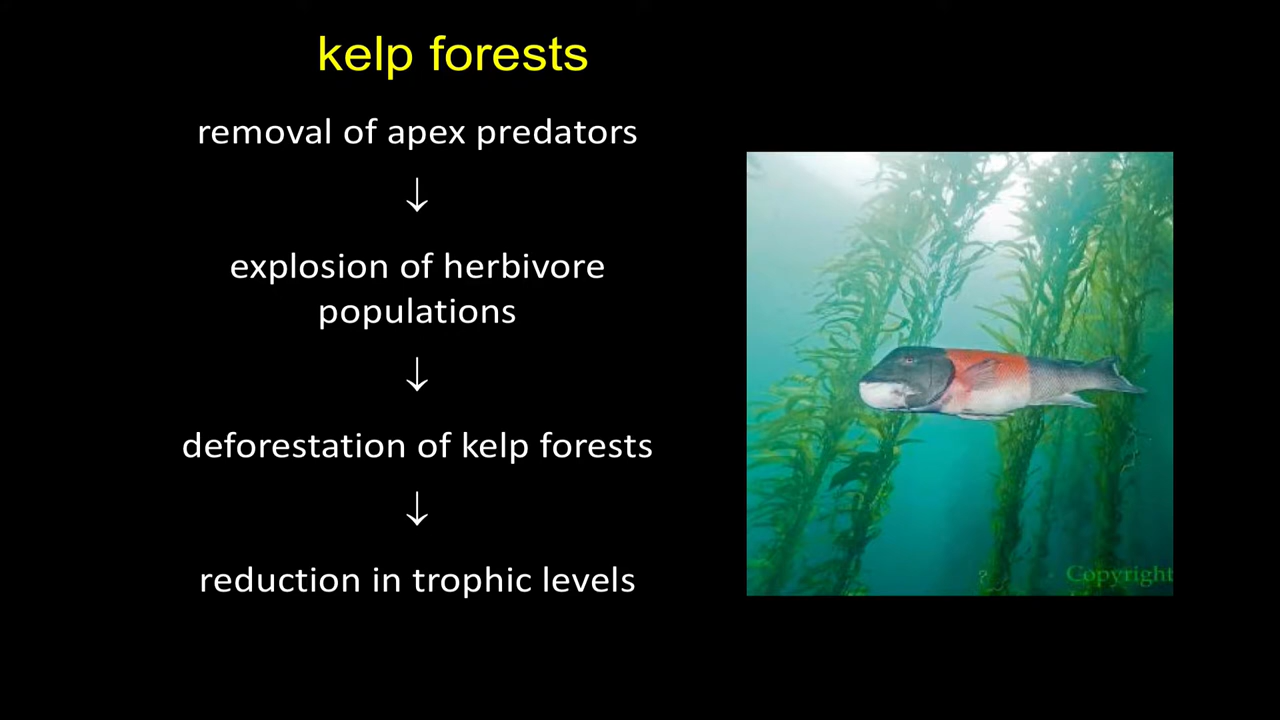 kelp forests
removal of apex predators
↓
explosion of herbivore
populations
↓
deforestation of kelp forests
↓
reduction in trophic levels
? Copyright